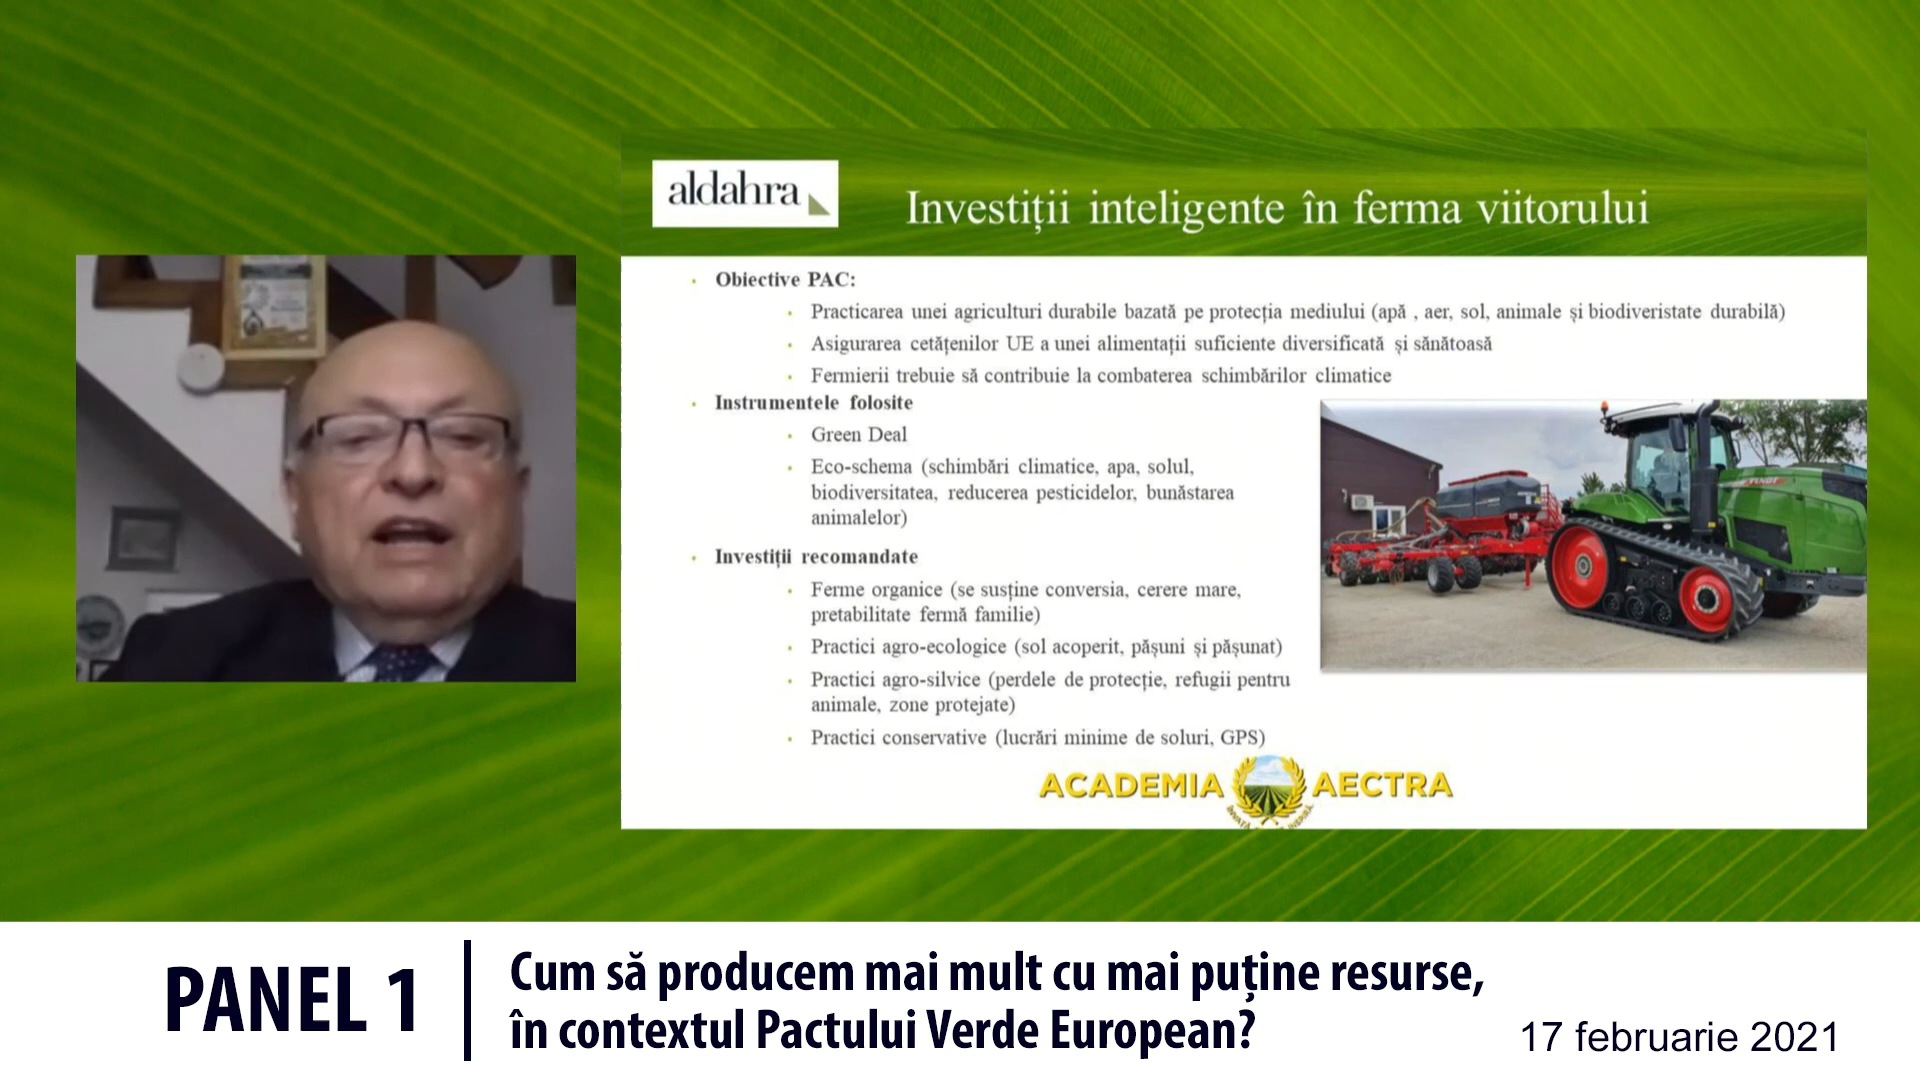 aldahra
Investiții inteligente în ferma viitorului
Obiective PAC:
Practicarea unei agriculturi durabile bazată pe protecția mediului (apă , aer, sol, animale și biodiveristate durabilă)
Asigurarea cetățenilor UE a unei alimentații suficiente diversificată și sănătoasă
Fermierii trebuie să contribuie la combaterea schimbărilor climatice
Instrumentele folosite
Green Deal
Eco-schema (schimbări climatice, apa, solul,
biodiversitatea, reducerea pesticidelor, bunăstarea
animalelor)
Investiții recomandate
Ferme organice (se susține conversia, cerere mare,
pretabilitate fermă familie)
Practici agro-ecologice (sol acoperit, pășuni și pășunat)
Practici agro-silvice (perdele de protecție, refugii pentru
animale, zone protejate)
Practici conservative (lucrări minime de soluri, GPS)
FENDT
ACADEMIA AECTRA
PANEL 1
Cum să producem mai mult cu mai puține resurse,
în contextul Pactului Verde European?
17 februarie 2021